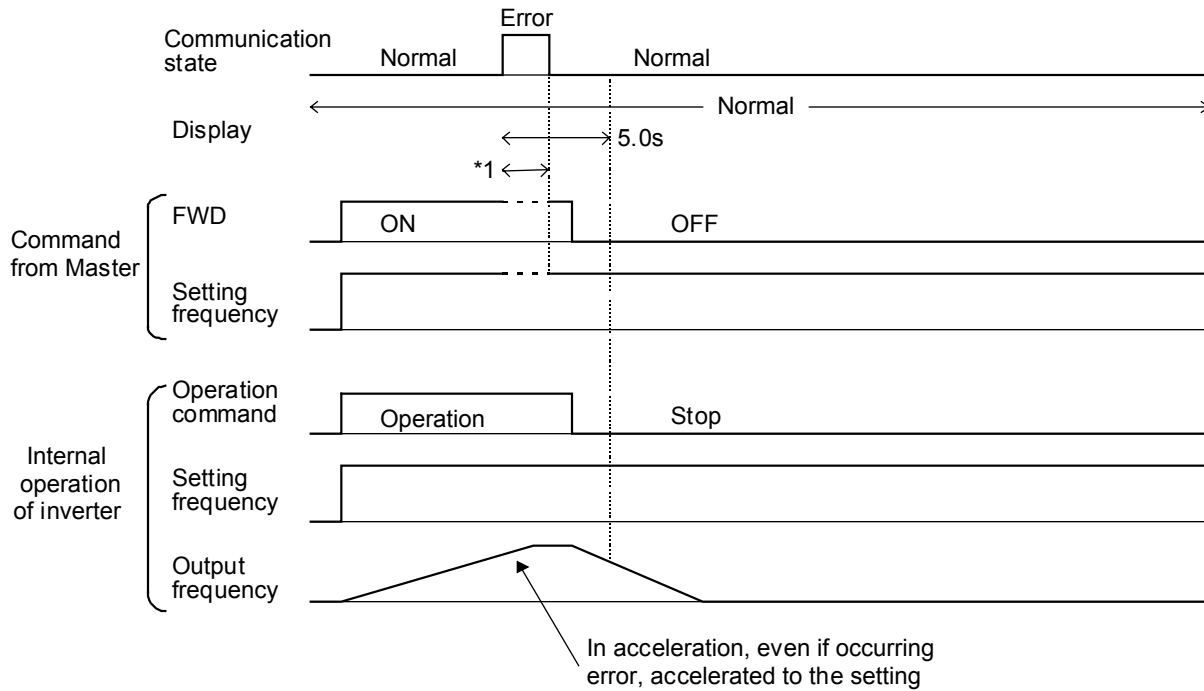 Error
Communication
state
Normal
Normal
Normal
Display
5.0s
*1
Command
from Master
FWD
ON
OFF
Setting
frequency
Internal
operation
of inverter
Operation
command
Operation
Stop
Setting
frequency
Output
frequency
In acceleration, even if occurring
error, accelerated to the setting